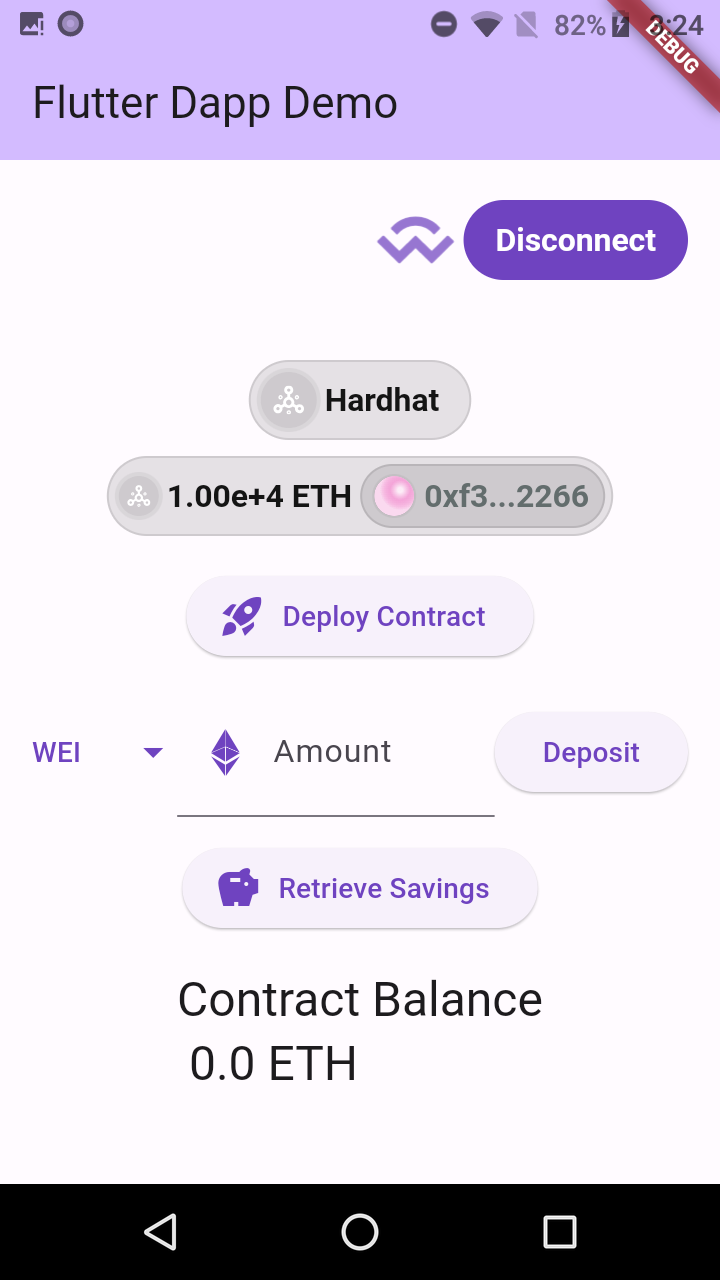 82%
3:24
DEBUG
Flutter Dapp Demo
Disconnect
Hardhat
1.00e+4 ETH 0xf3...2266
Deploy Contract
WEI Amount Deposit
Retrieve Savings
Contract Balance
0.0 ETH